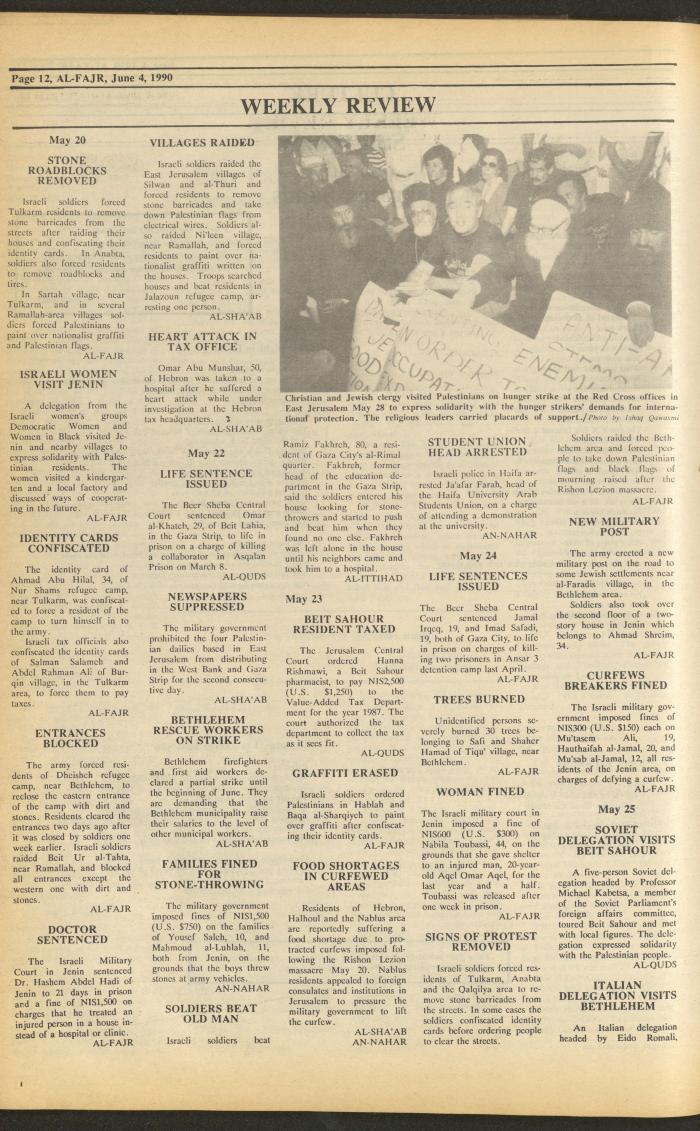 Page 12, AL-FAJR, June 4, 1990
WEEKLY REVIEW
May 20
STONE
ROADBLOCKS
REMOVED
Israeli soldiers forced
Tulkarm residents to remove
stone barricades from the
streets after raiding their
houses and confiscating their
identity cards. In Anabta,
soldiers also forced residents
to remove roadblocks and
tires.
In Sartah village, near
Tulkarm, and in several
Ramallah-area villages sol-
diers forced Palestinians to
paint over nationalist graffiti
and Palestinian flags.
AL-FAJR
ISRAELI WOMEN
VISIT JENIN
A delegation from the
Israeli women's groups
Democratic Women and
Women in Black visited Je-
nin and nearby villages to
express solidarity with Pales-
tinian residents. The
women visited a kindergar-
ten and a local factory and
discussed ways of cooperat-
ing in the future.
AL-FAJR
IDENTITY CARDS
CONFISCATED
The identity card of
Ahmad Abu Hilal, 34, of
Nur Shams refugee camp,
near Tulkarm, was confiscat-
ed to force a resident of the
camp to turn himself in to
the army.
Israeli tax officials also
confiscated the identity cards
of Salman Salameh and
Abdel Rahman Ali of Bur-
qin village, in the Tulkarm
area, to force them to pay
taxes.
AL-FAJR
ENTRANCES
BLOCKED
The army forced resi-
dents of Dheisheh refugee
camp, near Bethlehem, to
reclose the eastern entrance
of the camp with dirt and
stones. Residents cleared the
entrances two days ago after
it was closed by soldiers one
week earlier. Israeli soldiers
raided Beit Ur al-Tahta,
near Ramallah, and blocked
all entrances except the
western one with dirt and
stones.
AL-FAJR
DOCTOR
SENTENCED
The Israeli Military
Court in Jenin sentenced
Dr. Hashem Abdel Hadi of
Jenin to 21 days in prison
and a fine of NIS1,500 on
charges that he treated an
injured person in a house in-
stead of a hospital or clinic.
AL-FAJR
VILLAGES RAIDED
Israeli soldiers raided the
East Jerusalem villages of
Silwan and al-Thuri and
forced residents to remove
stone barricades and take
down Palestinian flags from
electrical wires. Soldiers al-
so raided Ni'leen village,
near Ramallah, and forced
residents to paint over na-
tionalist graffiti written on
the houses. Troops searched
houses and beat residents in
Jalazoun refugee camp, ar-
resting one person.
AL-SHA'AB
HEART ATTACK IN
TAX OFFICE
Omar Abu Munshar, 50,
of Hebron was taken to a
hospital after he suffered a
heart attack while under
investigation at the Hebron
tax headquarters.
AL-SHA'AB
May 22
LIFE SENTENCE
ISSUED
The Beer Sheba Central
Court sentenced Omar
al-Khateb, 29, of Beit Lahia,
in the Gaza Strip, to life in
prison on a charge of killing
a collaborator in Asqalan
Prison on March 8.
AL-QUDS
NEWSPAPERS
SUPPRESSED
The military government
prohibited the four Palestin-
ian dailies based in East
Jerusalem from distributing
in the West Bank and Gaza
Strip for the second consecu-
tive day.
AL-SHA'AB
BETHLEHEM
RESCUE WORKERS
ON STRIKE
Bethlehem firefighters
and first aid workers de-
clared a partial strike until
the beginning of June. They
are demanding that the
Bethlehem municipality raise
their salaries to the level of
other municipal workers.
AL-SHA'AB
FAMILIES FINED
FOR
STONE-THROWING
The military government
imposed fines of NIS1,500
(U.S. $750) on the families
of Yousef Saleh, 10, and
Mahmoud al-Luhlah, 11,
both from Jenin, on the
grounds that the boys threw
stones at army vehicles.
AN-NAHAR
SOLDIERS BEAT
OLD MAN
Israeli soldiers beat
IN ORDER TO
OCCUPAT
ENEMI
Christian and Jewish clergy visited Palestinians on hunger strike at the Red Cross offices in
East Jerusalem May 28 to express solidarity with the hunger strikers' demands for interna-
tional protection. The religious leaders carried placards of support./Photo by Ishaq Qawasmi
Ramiz Fakhreh, 80, a resi-
dent of Gaza City's al-Rimal
quarter. Fakhreh, former
head of the education de-
partment in the Gaza Strip,
said the soldiers entered his
house looking for stone-
throwers and started to push
and beat him when they
found no one else. Fakhreh
was left alone in the house
until his neighbors came and
took him to a hospital.
AL-ITTIHAD
May 23
BEIT SAHOUR
RESIDENT TAXED
The Jerusalem Central
Court ordered Hanna
Rishmawi, a Beit Sahour
pharmacist, to pay NIS2,500
(U.S. $1,250) to the
Value-Added Tax Depart-
ment for the year 1987. The
court authorized the tax
department to collect the tax
as it sees fit.
AL-QUDS
GRAFFITI ERASED
Israeli soldiers ordered
Palestinians in Hablah and
Baqa al-Sharqiyeh to paint
over graffiti after confiscat-
ing their identity cards.
AL-FAJR
FOOD SHORTAGES
IN CURFEWED
AREAS
Residents of Hebron,
Halhoul and the Nablus area
are reportedly suffering a
food shortage due to pro-
tracted curfews imposed fol-
lowing the Rishon Lezion
massacre May 20. Nablus
residents appealed to foreign
consulates and institutions in
Jerusalem to pressure the
military government to lift
the curfew.
AL-SHA'AB
AN-NAHAR
STUDENT UNION
HEAD ARRESTED
Israeli police in Haifa ar-
rested Ja'afar Farah, head of
the Haifa University Arab
Students Union, on a charge
of attending a demonstration
at the university.
AN-NAHAR
May 24
LIFE SENTENCES
ISSUED
The Beer Sheba Central
Court sentenced Jamal
Irqeq, 19, and Imad Safadi,
19, both of Gaza City, to life
in prison on charges of kill-
ing two prisoners in Ansar 3
detention camp last April.
AL-FAJR
TREES BURNED
Unidentified persons se-
verely burned 30 trees be-
longing to Safi and Shaher
Hamad of Tiqu' village, near
Bethlehem.
AL-FAJR
WOMAN FINED
The Israeli military court in
Jenin imposed a fine of
NIS600 (U.S. $300) on
Nabila Toubassi, 44, on the
grounds that she gave shelter
to an injured man, 20-year-
old Aqel Omar Aqel, for the
last year and a half.
Toubassi was released after
one week in prison.
AL-FAJR
SIGNS OF PROTEST
REMOVED
Israeli soldiers forced res-
idents of Tulkarm, Anabta
and the Qalqilya area to re-
move stone barricades from
the streets. In some cases the
soldiers confiscated identity
cards before ordering people
to clear the streets.
Soldiers raided the Beth-
lehem area and forced peo-
ple to take down Palestinian
flags and black flags of
mourning raised after the
Rishon Lezion massacre.
AL-FAJR
NEW MILITARY
POST
The army erected a new
military post on the road to
some Jewish settlements near
al-Faradis village, in the
Bethlehem area.
Soldiers also took over
the second floor of a two-
story house in Jenin which
belongs to Ahmad Shreim,
34.
AL-FAJR
CURFEWS
BREAKERS FINED
The Israeli military gov-
ernment imposed fines of
NIS300 (U.S. $150) each on
Mu'tasem Ali, 19,
Hauthaifah al-Jamal, 20, and
Mu'sab al-Jamal, 12, all res-
idents of the Jenin area, on
charges of defying a curfew.
AL-FAJR
May 25
SOVIET
DELEGATION VISITS
BEIT SAHOUR
A five-person Soviet del-
egation headed by Professor
Michael Kabetsa, a member
of the Soviet Parliament's
foreign affairs committee,
toured Beit Sahour and met
with local figures. The dele-
gation expressed solidarity
with the Palestinian people.
AL-QUDS
ITALIAN
DELEGATION VISITS
BETHLEHEM
An Italian delegation
headed by Eido Romali,